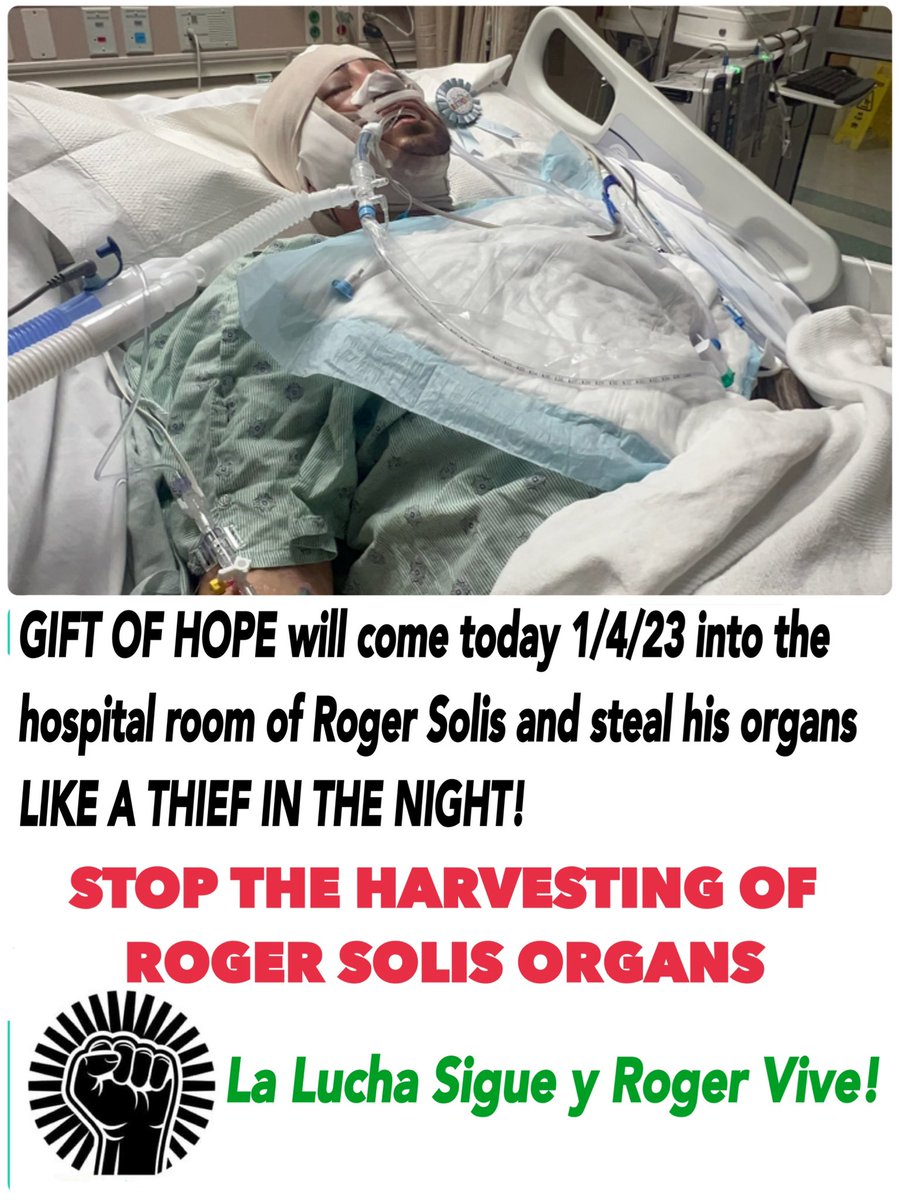 GIFT OF HOPE will come today 1/4/23 into the
hospital room of Roger Solis and steal his organs
LIKE A THIEF IN THE NIGHT!
STOP THE HARVESTING OF
ROGER SOLIS ORGANS
La Lucha Sigue y Roger Vive!